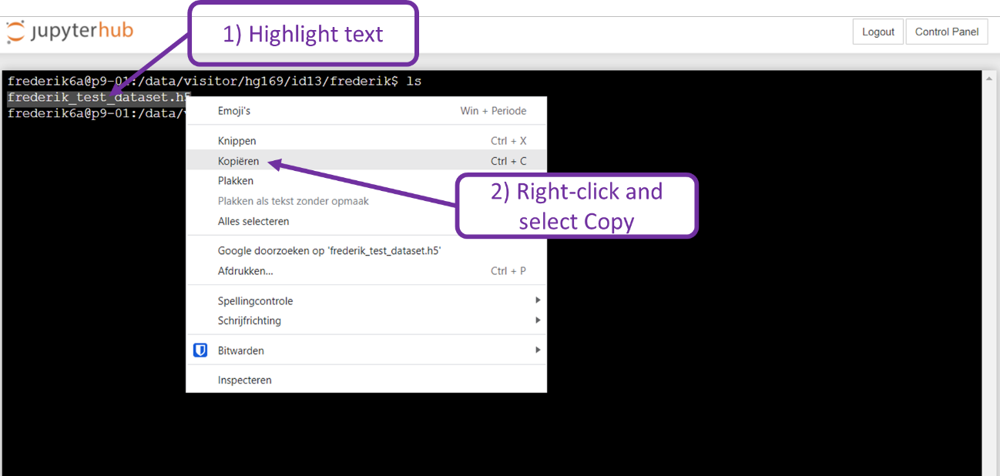 jupyterhub
1) Highlight text
Logout
Control Panel
frederik6a@p9-01:/data/visitor/hg169/id13/frederik$ ls
frederik_test_dataset.h5
frederik6a@p9-01:/data/
Emoji's Win + Periode
Knippen Ctrl + X
Kopiëren Ctrl + C
Plakken
Plakken als tekst zonder opmaak
Alles selecteren
2) Right-click and
select Copy
Google doorzoeken op 'frederik_test_dataset.h5'
Afdrukken... Ctrl + P
Spellingcontrole
Schrijfrichting
Bitwarden
Inspecteren